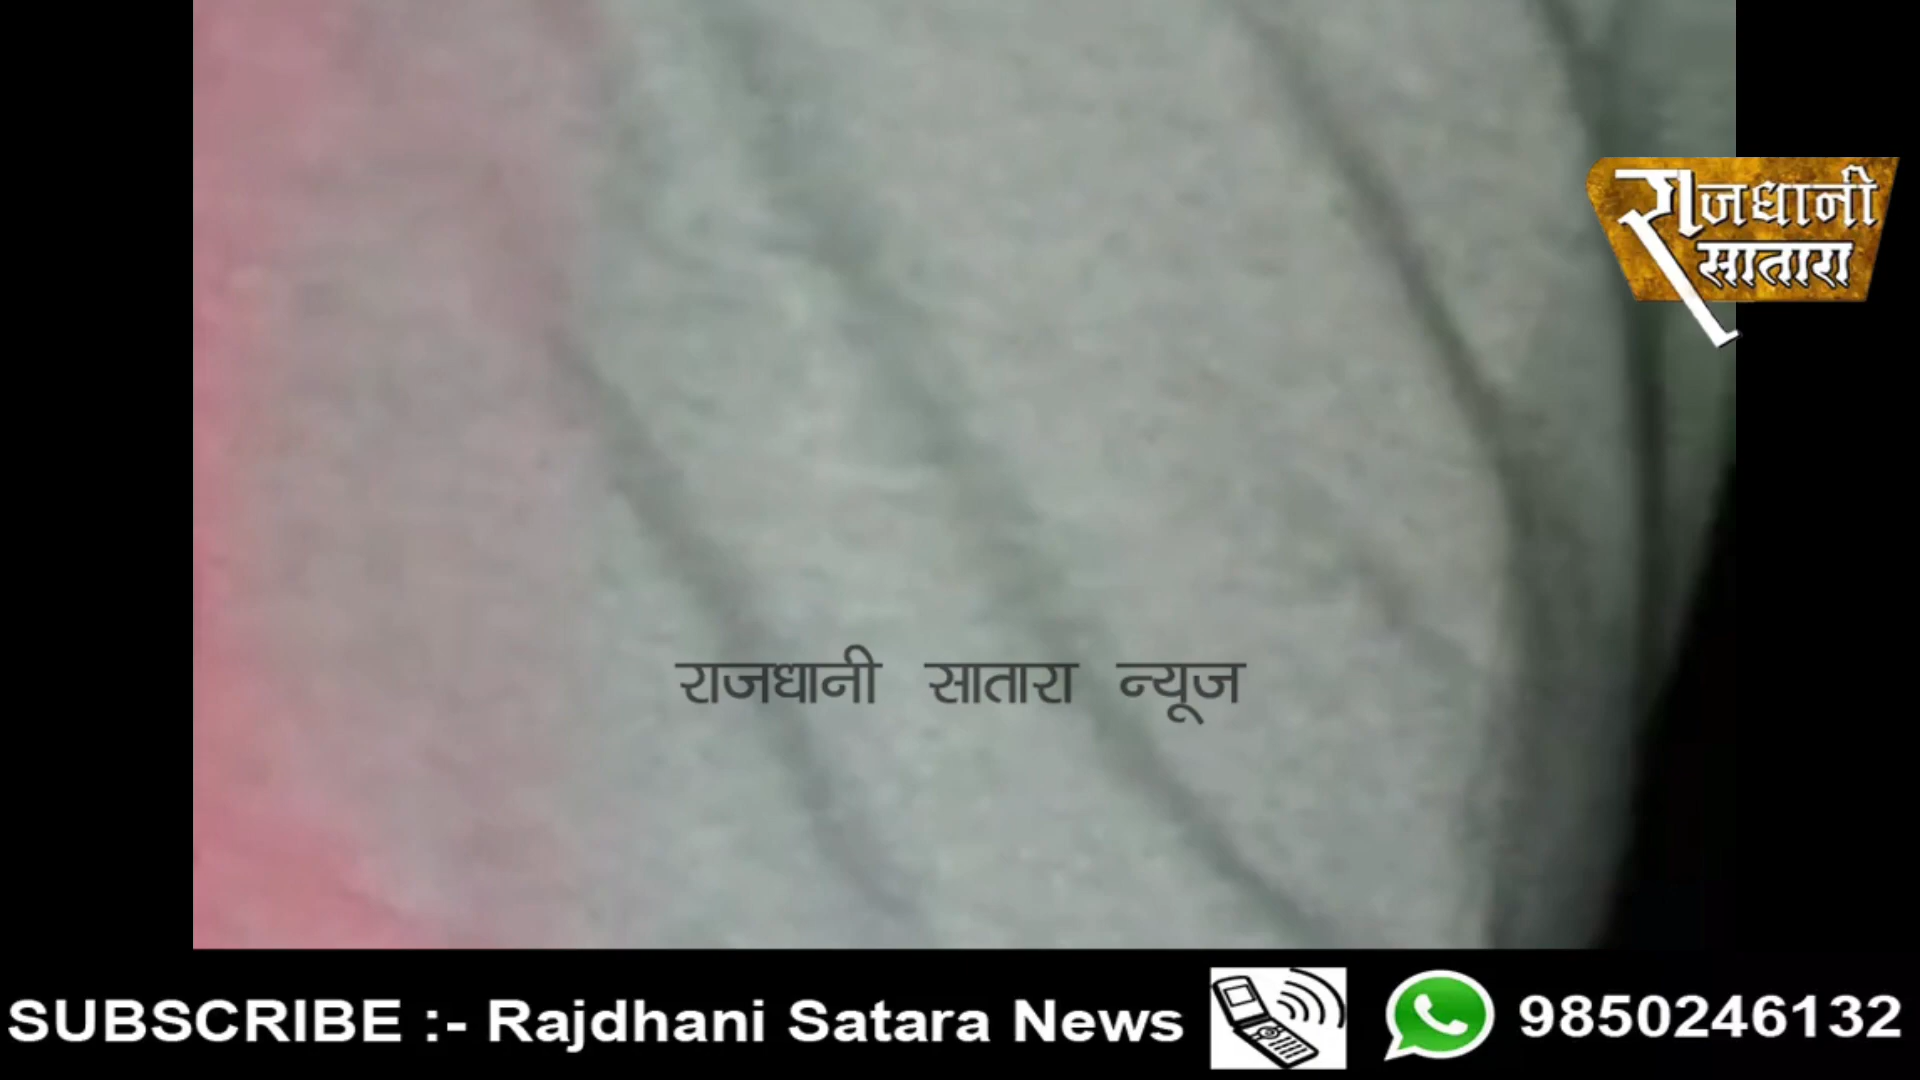 राजधानी
सातारा
राजधानी सातारा न्यूज
SUBSCRIBE :- Rajdhani Satara News 9850246132